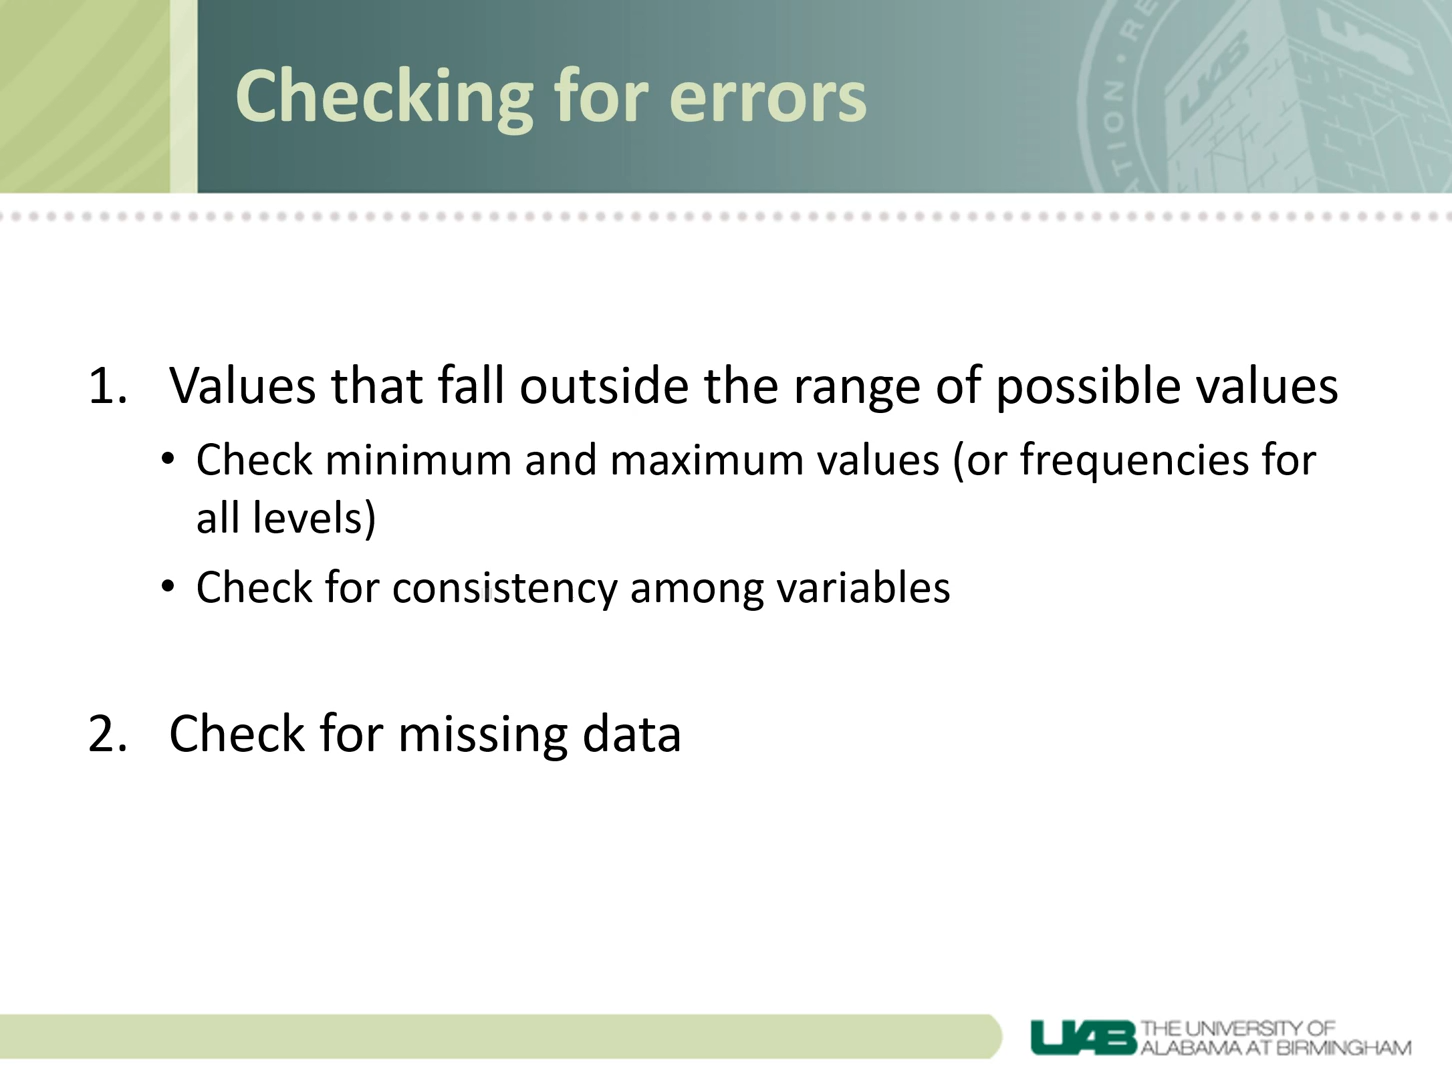 Checking for errors
1. Values that fall outside the range of possible values
• Check minimum and maximum values (or frequencies for
all levels)
• Check for consistency among variables
2. Check for missing data
UAB THE UNIVERSITY OF
ALABAMA AT BIRMINGHAM